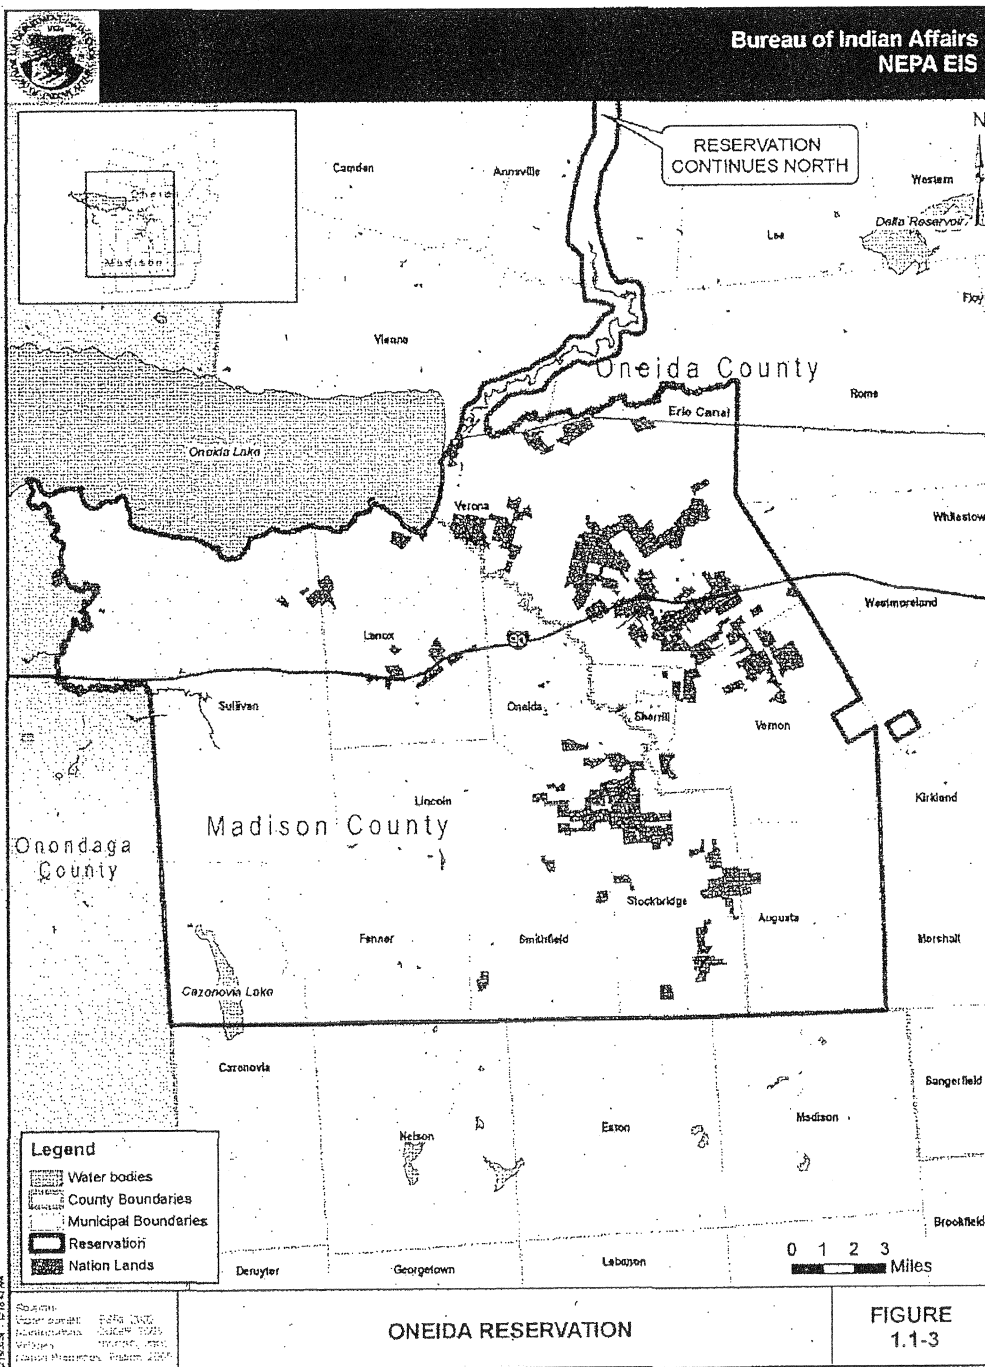 Bureau of Indian Affairs
NEPA EIS
RESERVATION
CONTINUES NORTH
N
Camden
Annsville
Western
Delta Reservoir
Lee
Oneida
Madison
Vienna
Oneida County
Rome
Erie Canal
Oneida Lake
Verona
Whitestow
Westmoreland
Lenox
90
Sullivan
Oneida
Sherrill
Vernon
Lincoln
Kirkland
Madison County
Onondaga
County
Stockbridge
Augusta
Fenner
Smithfield
Marshall
Cazenovia Lake
Cazenovia
Sangerfield
Nelson
Eaton
Madison
Legend
Water bodies
County Boundaries
Municipal Boundaries
Reservation
Nation Lands
Brookfield
Deruyter
Georgetown
Lebanon
0 1 2 3
Miles
ONEIDA RESERVATION
FIGURE
1.1-3